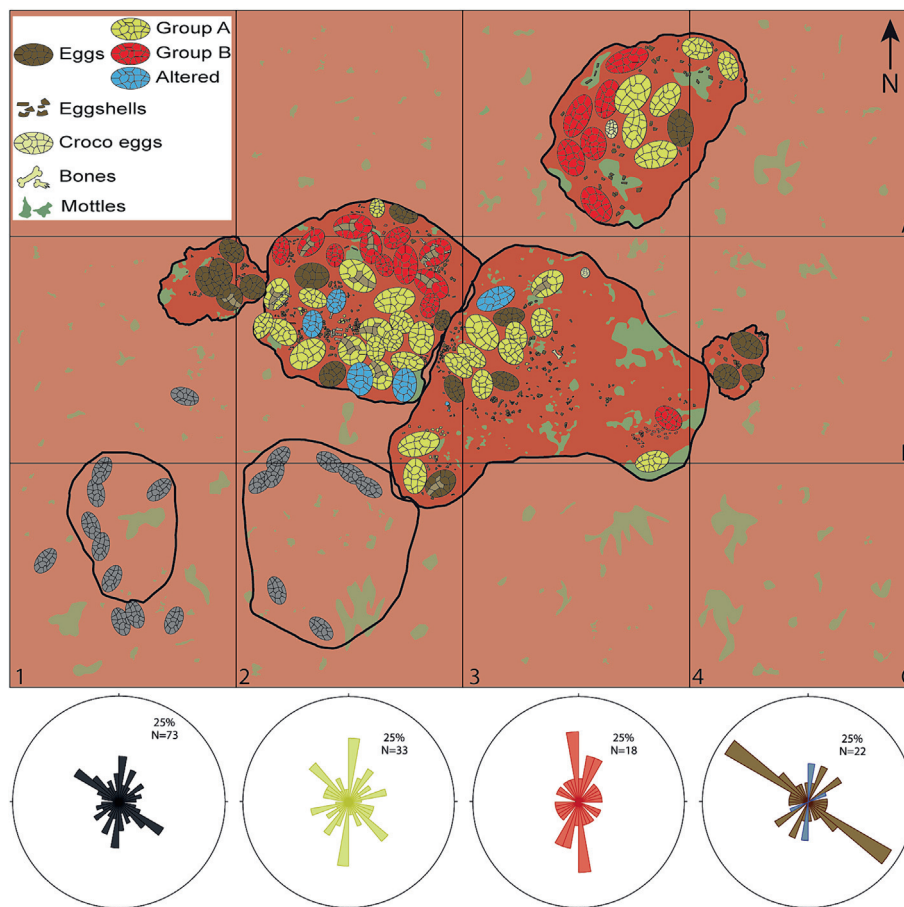 Group A
Eggs
Group B
Altered
Eggshells
Croco eggs
Bones
Mottles
N
1
2
3
4
25%
N=73
25%
N=33
25%
N=18
25%
N=22